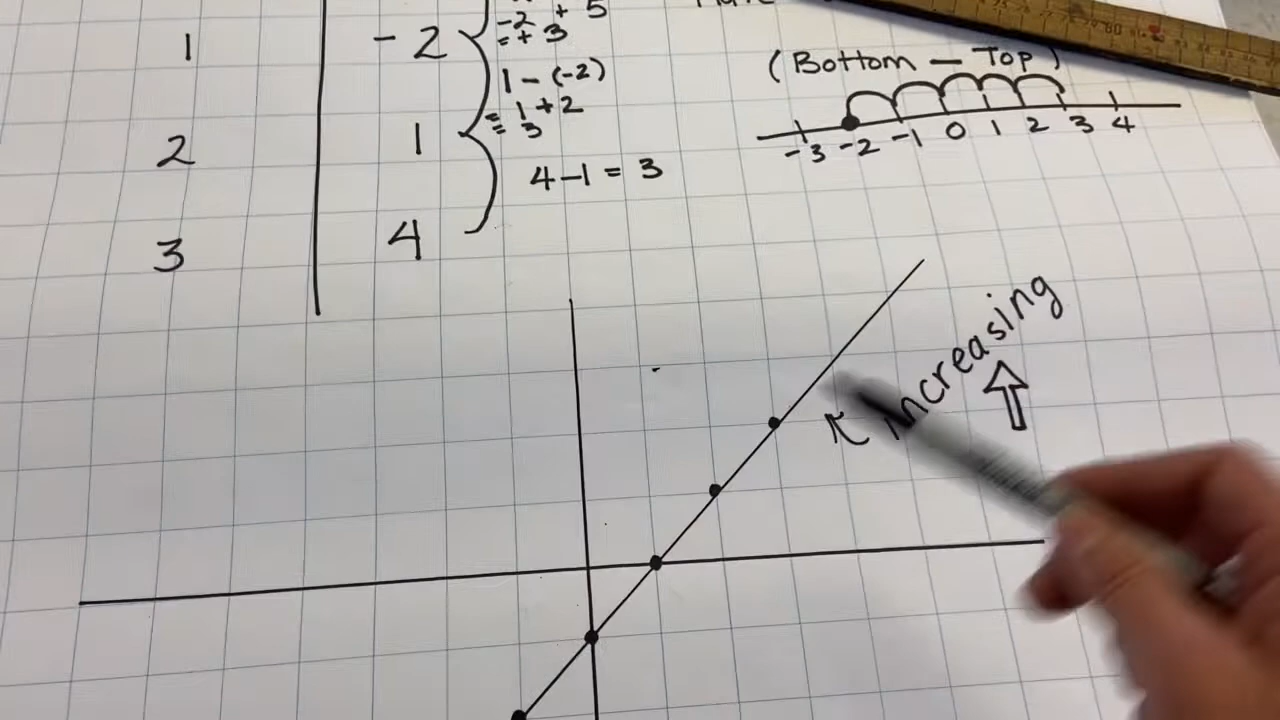 -2 + 5
= + 3
1 -2
1 - (-2)
= 1 + 2
= 3
2 1
4 - 1 = 3
3 4
(Bottom — Top)
-3 -2 -1 0 1 2 3 4
increasing